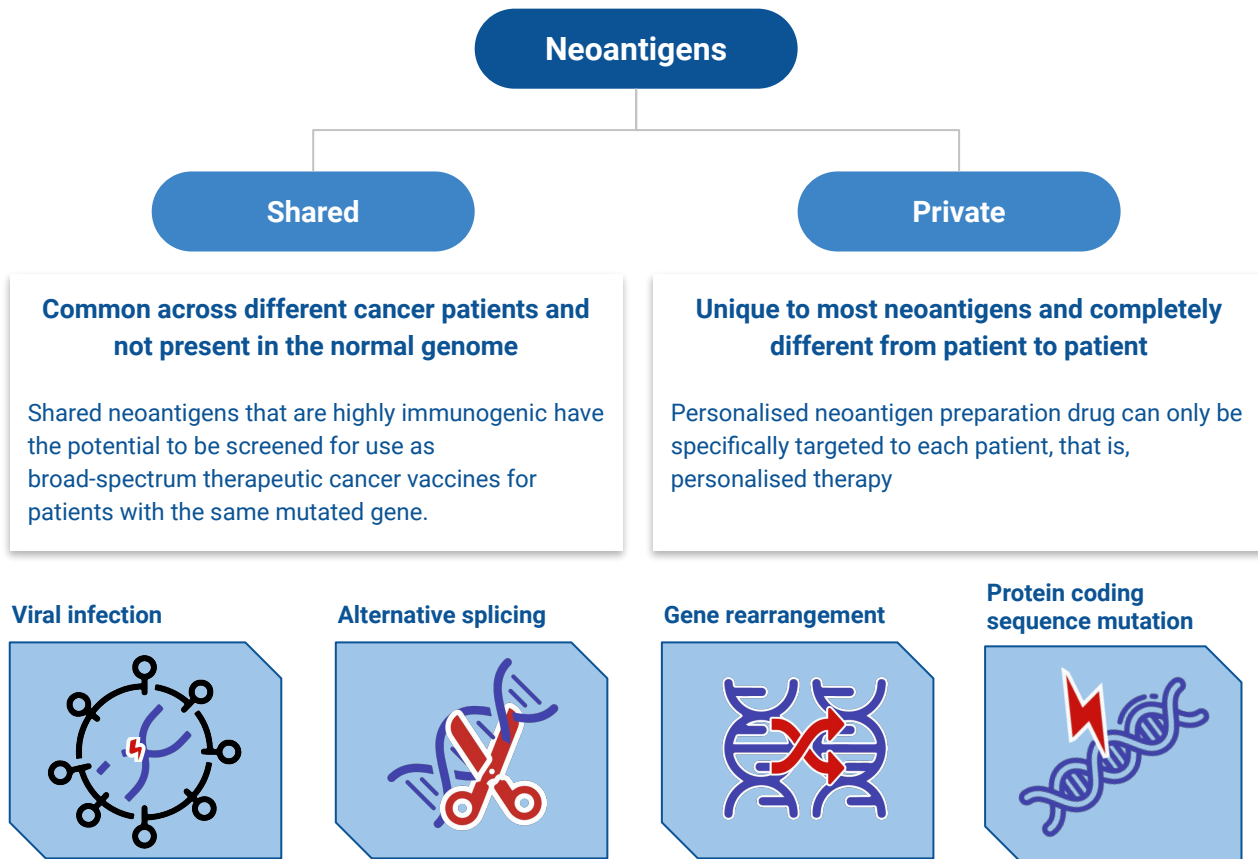 Neoantigens
Shared
Private
Common across different cancer patients and
not present in the normal genome
Shared neoantigens that are highly immunogenic have
the potential to be screened for use as
broad-spectrum therapeutic cancer vaccines for
patients with the same mutated gene.
Unique to most neoantigens and completely
different from patient to patient
Personalised neoantigen preparation drug can only be
specifically targeted to each patient, that is,
personalised therapy
Viral infection
Alternative splicing
Gene rearrangement
Protein coding
sequence mutation